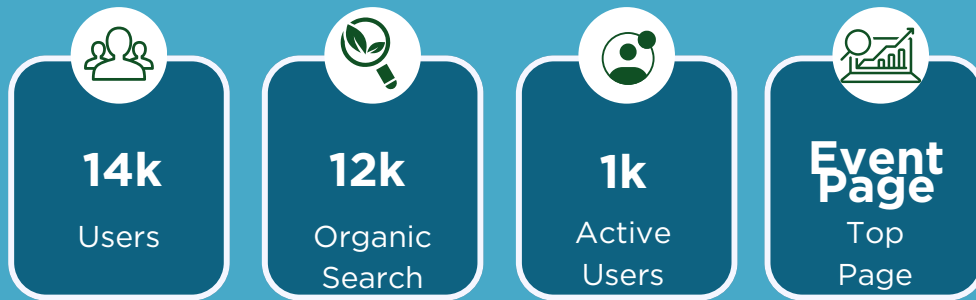 14k
Users
12k
Organic
Search
1k
Active
Users
Event
Page
Top
Page